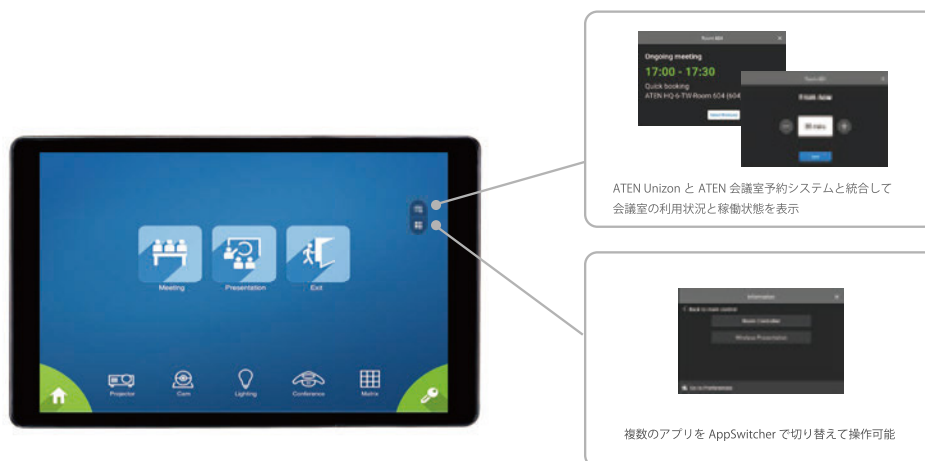 Meeting
Presentation
Exit
Projector
Cam
Lighting
Conference
Matrix
Room 604
Ongoing meeting
17:00 - 17:30
Quick booking
ATEN HQ-6-TW-Room 604 (604
From now
30 mins
ATEN Unizon と ATEN 会議室予約システムと統合して
会議室の利用状況と稼働状態を表示
Information
Back to main control
Room Controller
Wireless Presentation
Go to Preferences
複数のアプリを AppSwitcher で切り替えて操作可能